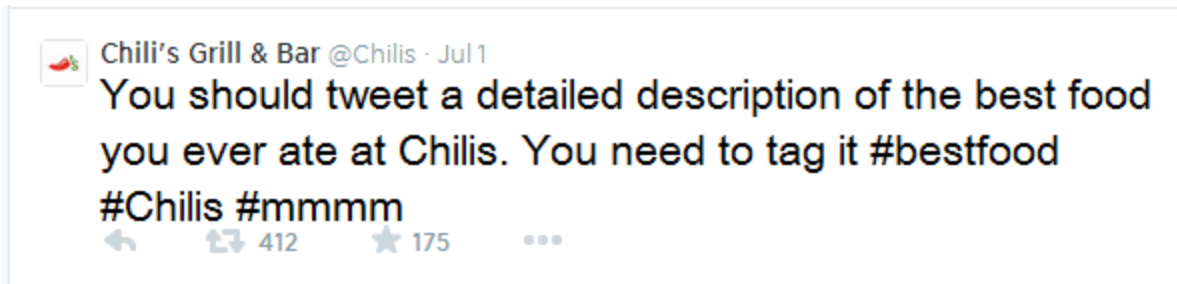 Chili's Grill & Bar @Chilis · Jul 1
You should tweet a detailed description of the best food
you ever ate at Chilis. You need to tag it #bestfood
#Chilis #mmmm
412 175